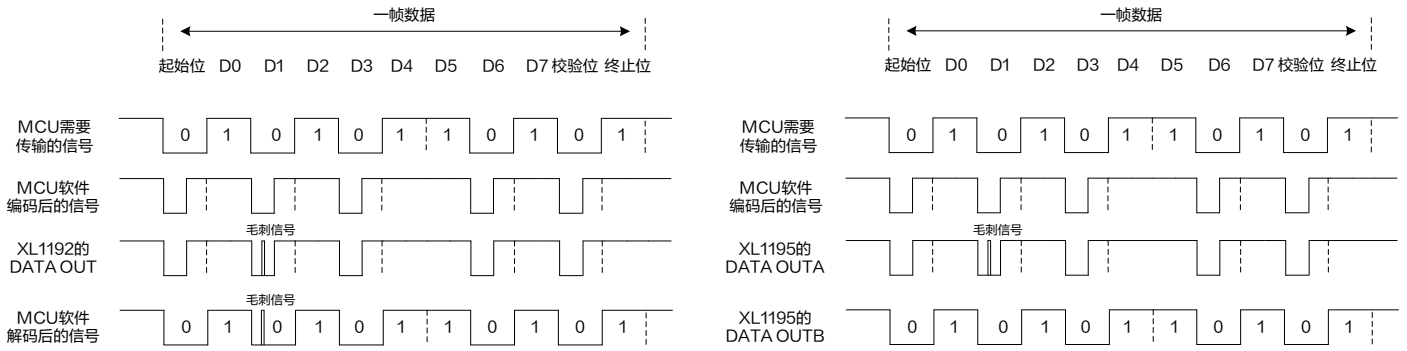 一帧数据
起始位 D0 D1 D2 D3 D4 D5 D6 D7 校验位 终止位
MCU需要
传输的信号
0 1 0 1 0 1 1 0 1 0 1
MCU软件
编码后的信号
毛刺信号
XL1192的
DATA OUT
毛刺信号
MCU软件
解码后的信号
0 1 0 1 0 1 1 0 1 0 1
一帧数据
起始位 D0 D1 D2 D3 D4 D5 D6 D7 校验位 终止位
MCU需要
传输的信号
0 1 0 1 0 1 1 0 1 0 1
MCU软件
编码后的信号
毛刺信号
XL1195的
DATA OUTA
XL1195的
DATA OUTB
0 1 0 1 0 1 1 0 1 0 1